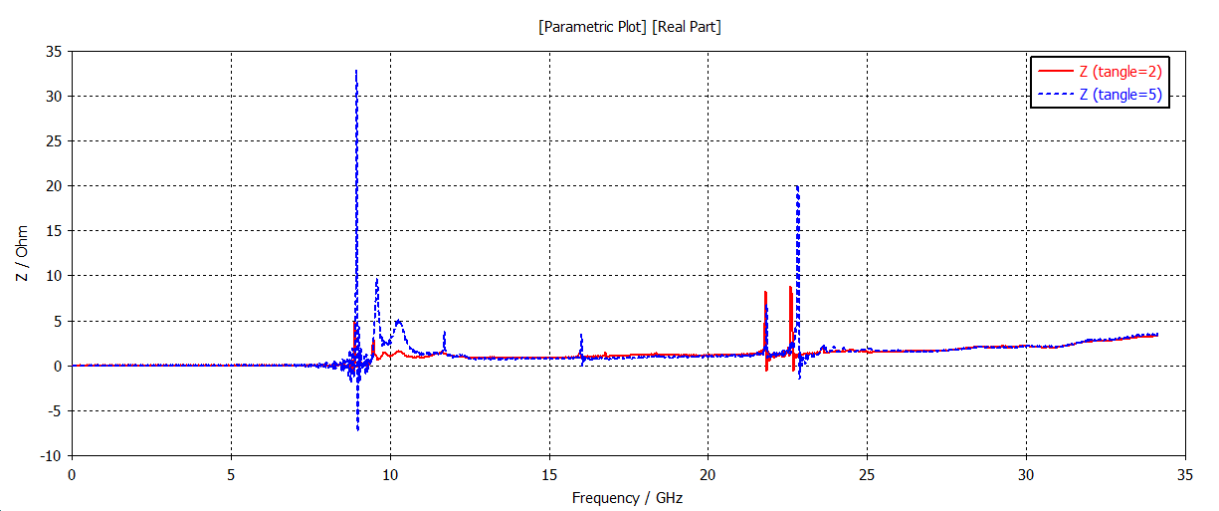 [Parametric Plot] [Real Part]
35
30
25
20
15
10
5
0
-5
-10
Z / Ohm
Z (tangle=2)
Z (tangle=5)
0 5 10 15 20 25 30 35
Frequency / GHz